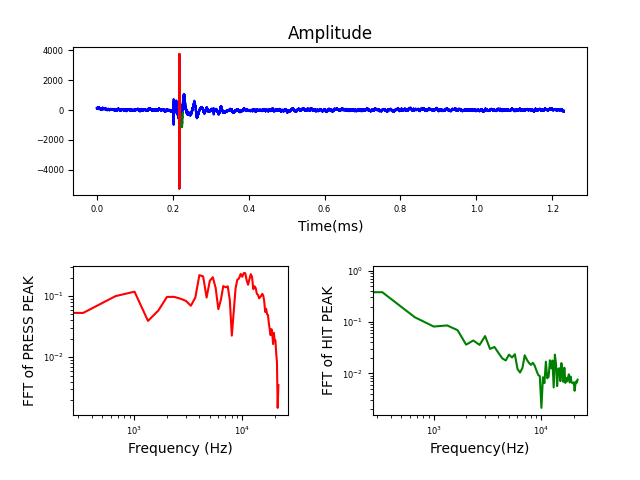 Amplitude
4000
2000
0
−2000
−4000
0.0 0.2 0.4 0.6 0.8 1.0 1.2
Time(ms)
FFT of PRESS PEAK
10⁻¹
10⁻²
10³ 10⁴
Frequency (Hz)
FFT of HIT PEAK
10⁰
10⁻¹
10⁻²
10³ 10⁴
Frequency(Hz)